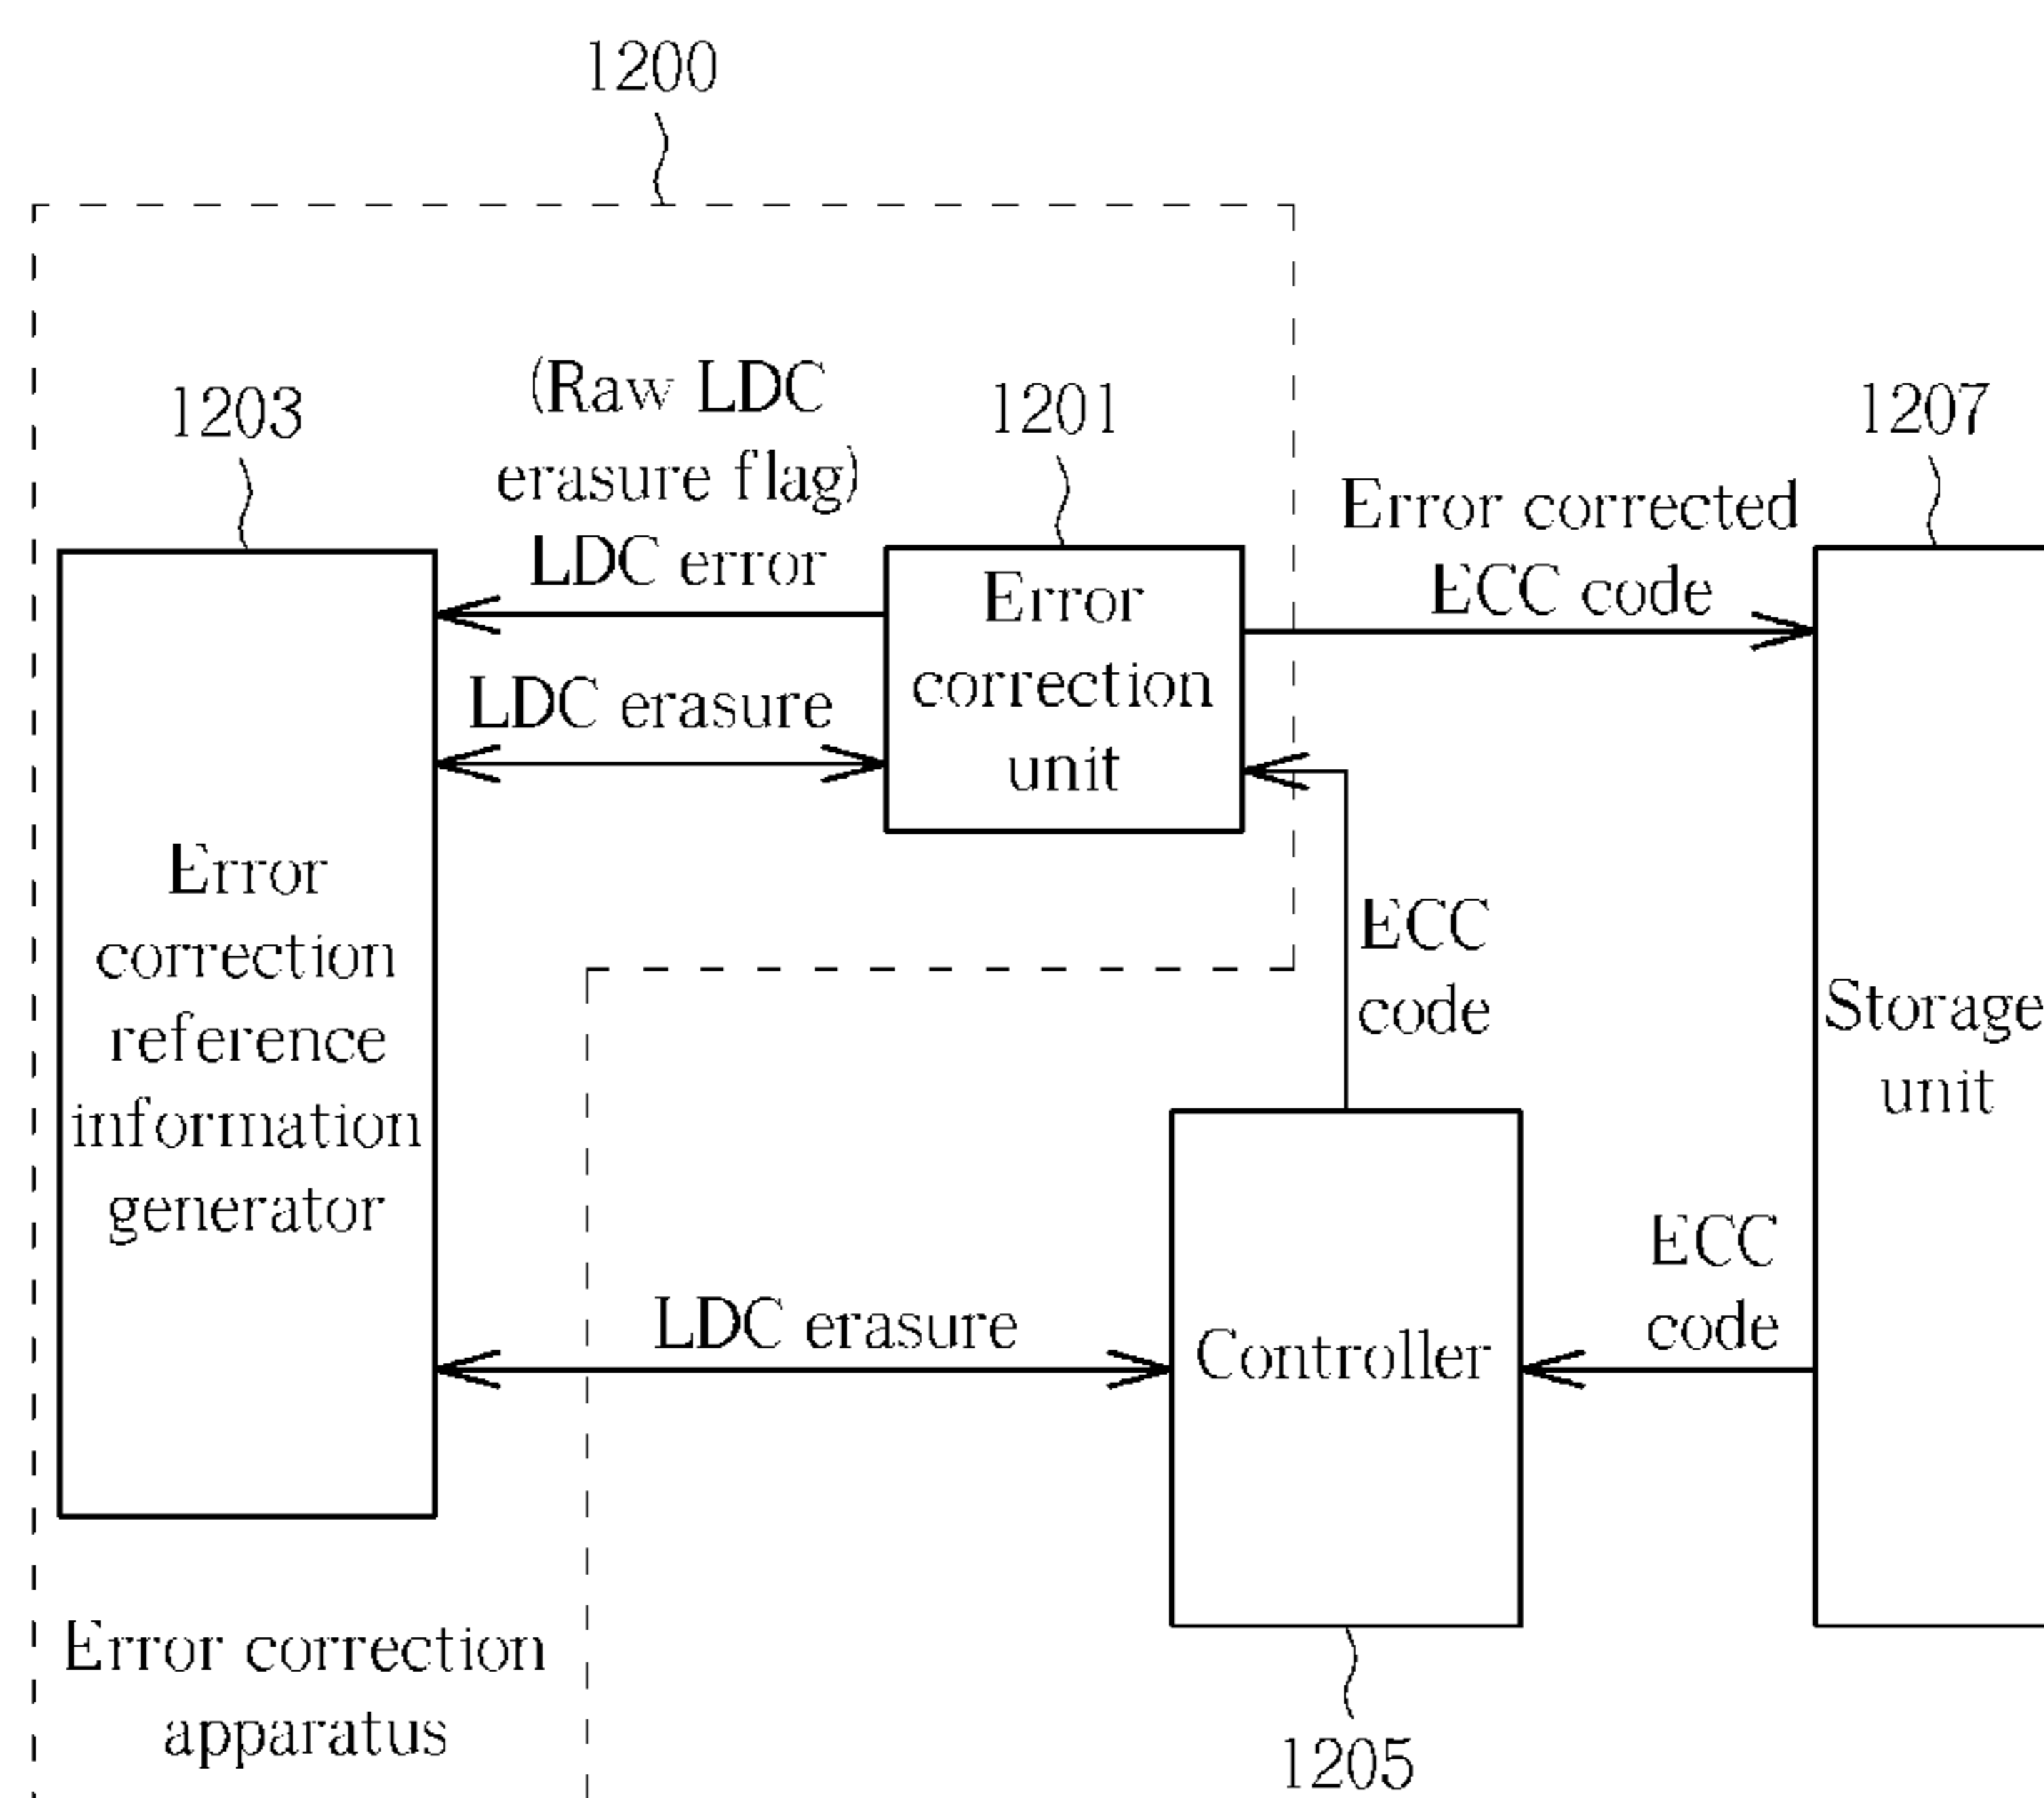 1200
1203
(Raw LDC
erasure flag)
LDC error
1201
1207
Error corrected
ECC code
LDC erasure
Error
correction
unit
Error
correction
reference
information
generator
ECC
code
Storage
unit
LDC erasure
Controller
ECC
code
Error correction
apparatus
1205